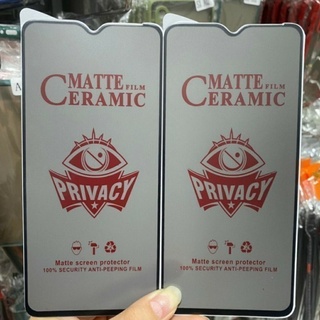 MATTE FILM
CERAMIC
PRIVACY
Matte screen protector
100% SECURITY ANTI-PEEPING FILM
MATTE FILM
CERAMIC
PRIVACY
Matte screen protector
100% SECURITY ANTI-PEEPING FILM